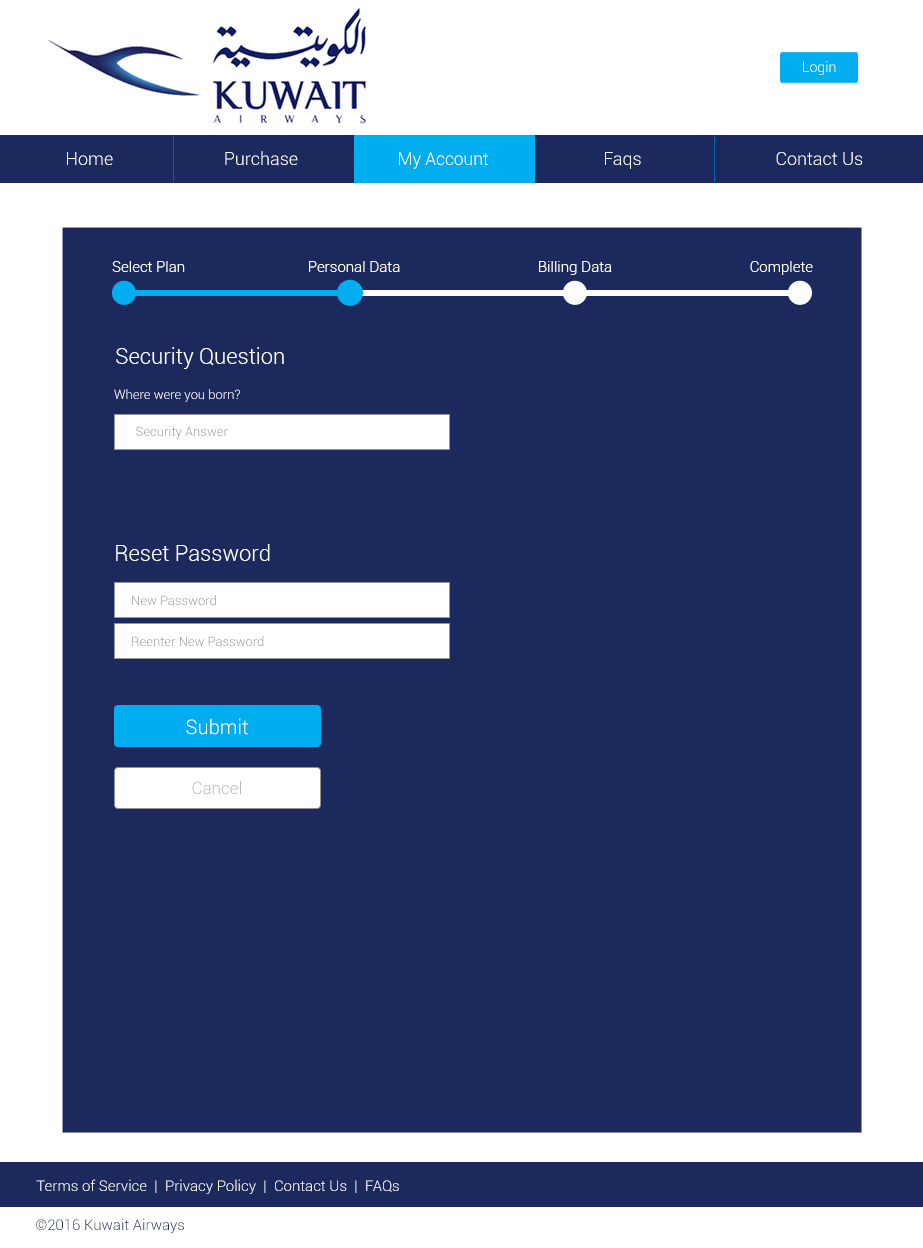 الكويتية
KUWAIT
AIRWAYS
Login
Home
Purchase
My Account
Faqs
Contact Us
Select Plan
Personal Data
Billing Data
Complete
Security Question
Where were you born?
Security Answer
Reset Password
New Password
Reenter New Password
Submit
Cancel
Terms of Service | Privacy Policy | Contact Us | FAQs
©2016 Kuwait Airways